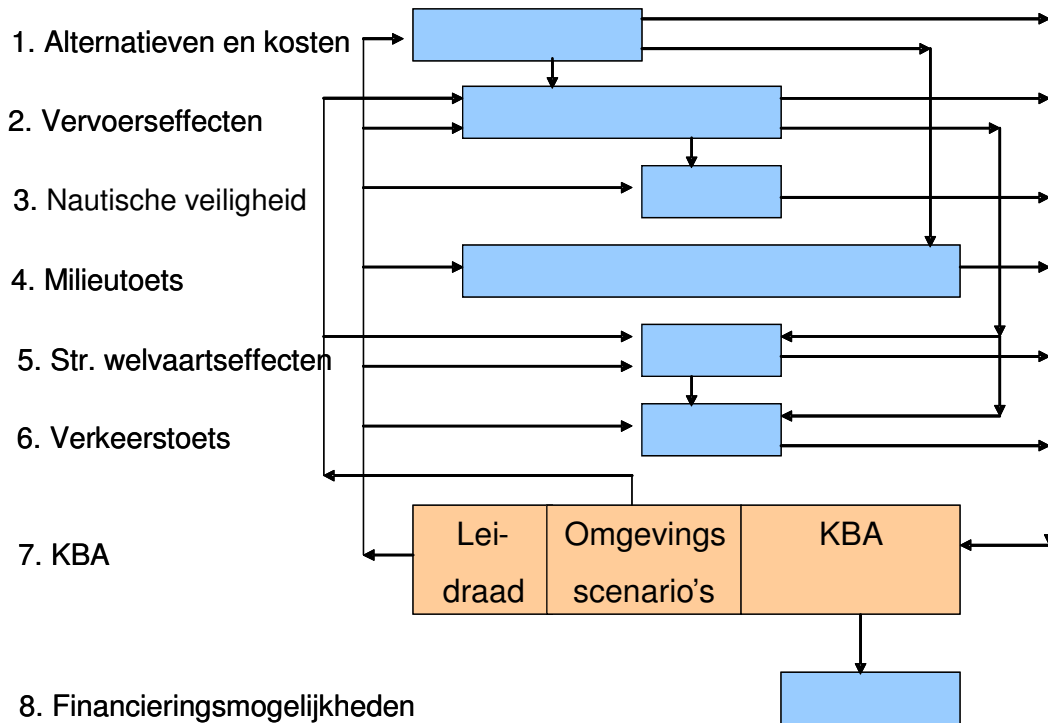 1. Alternatieven en kosten
2. Vervoerseffecten
3. Nautische veiligheid
4. Milieutoets
5. Str. welvaartseffecten
6. Verkeerstoets
7. KBA
Lei-
draad
Omgevings
scenario's
KBA
8. Financieringsmogelijkheden